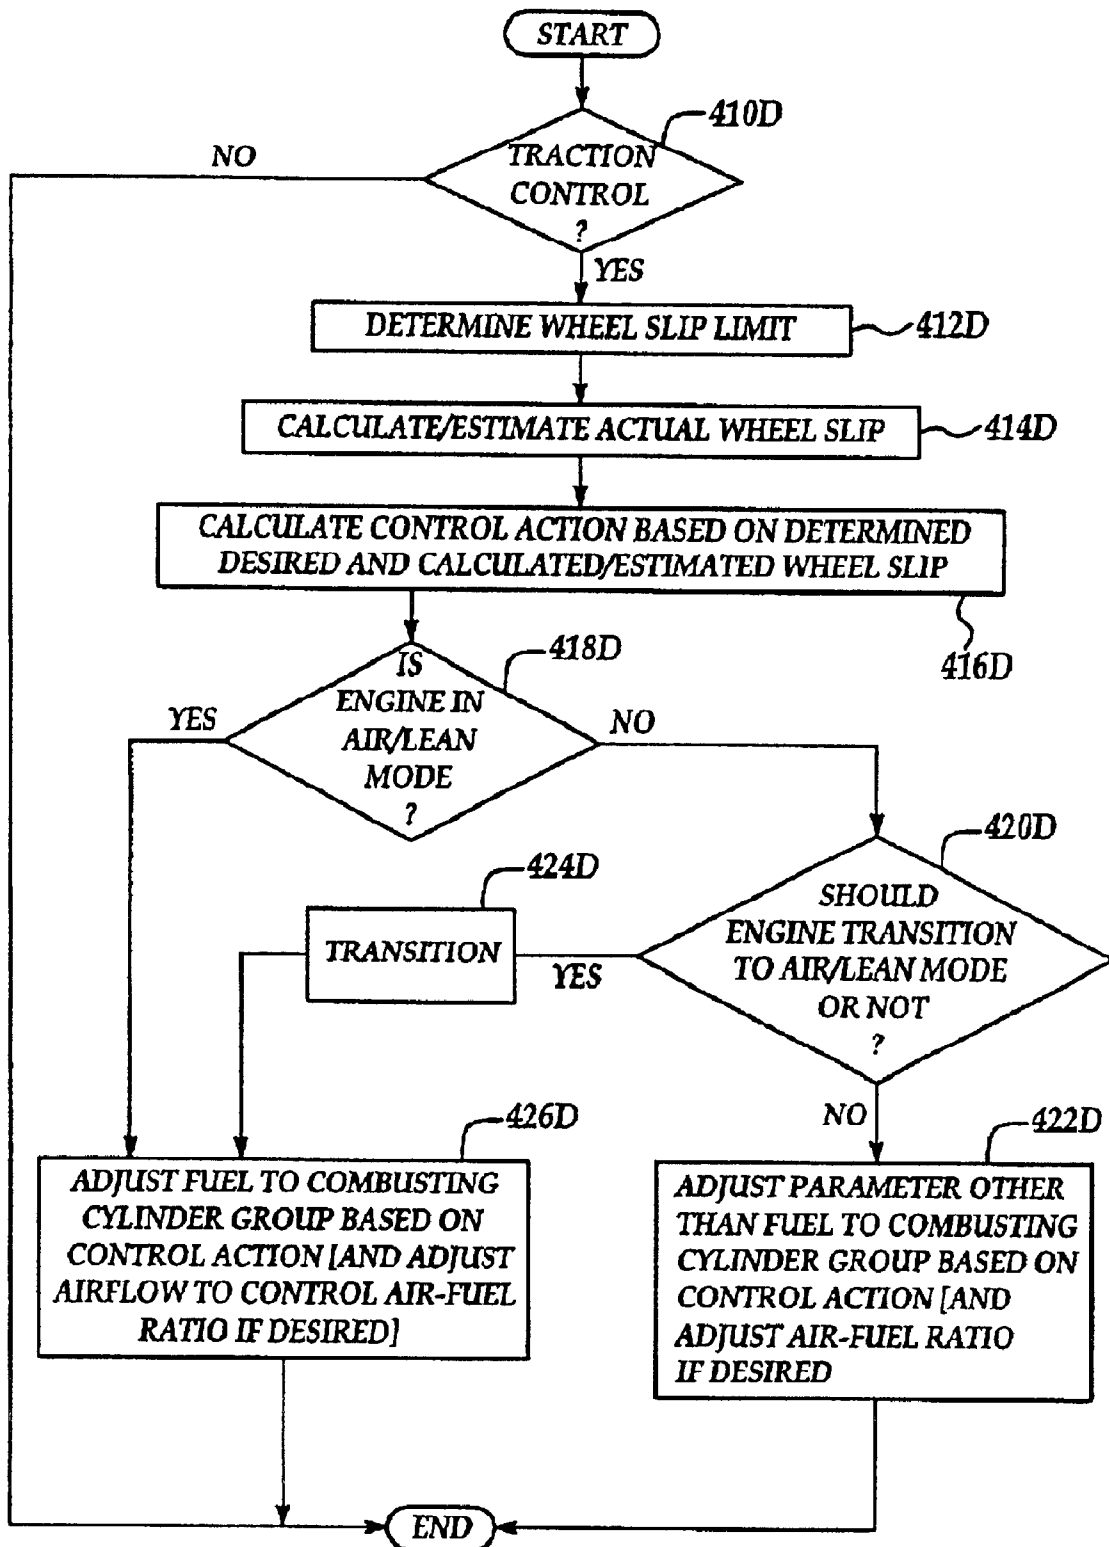 START
410D
NO
TRACTION
CONTROL
?
YES
DETERMINE WHEEL SLIP LIMIT
412D
CALCULATE/ESTIMATE ACTUAL WHEEL SLIP
414D
CALCULATE CONTROL ACTION BASED ON DETERMINED
DESIRED AND CALCULATED/ESTIMATED WHEEL SLIP
416D
418D
IS
ENGINE IN
AIR/LEAN
MODE
?
YES
NO
420D
424D
SHOULD
ENGINE TRANSITION
TO AIR/LEAN MODE
OR NOT
?
TRANSITION
YES
NO
426D
422D
ADJUST FUEL TO COMBUSTING
CYLINDER GROUP BASED ON
CONTROL ACTION [AND ADJUST
AIRFLOW TO CONTROL AIR-FUEL
RATIO IF DESIRED]
ADJUST PARAMETER OTHER
THAN FUEL TO COMBUSTING
CYLINDER GROUP BASED ON
CONTROL ACTION [AND
ADJUST AIR-FUEL RATIO
IF DESIRED
END